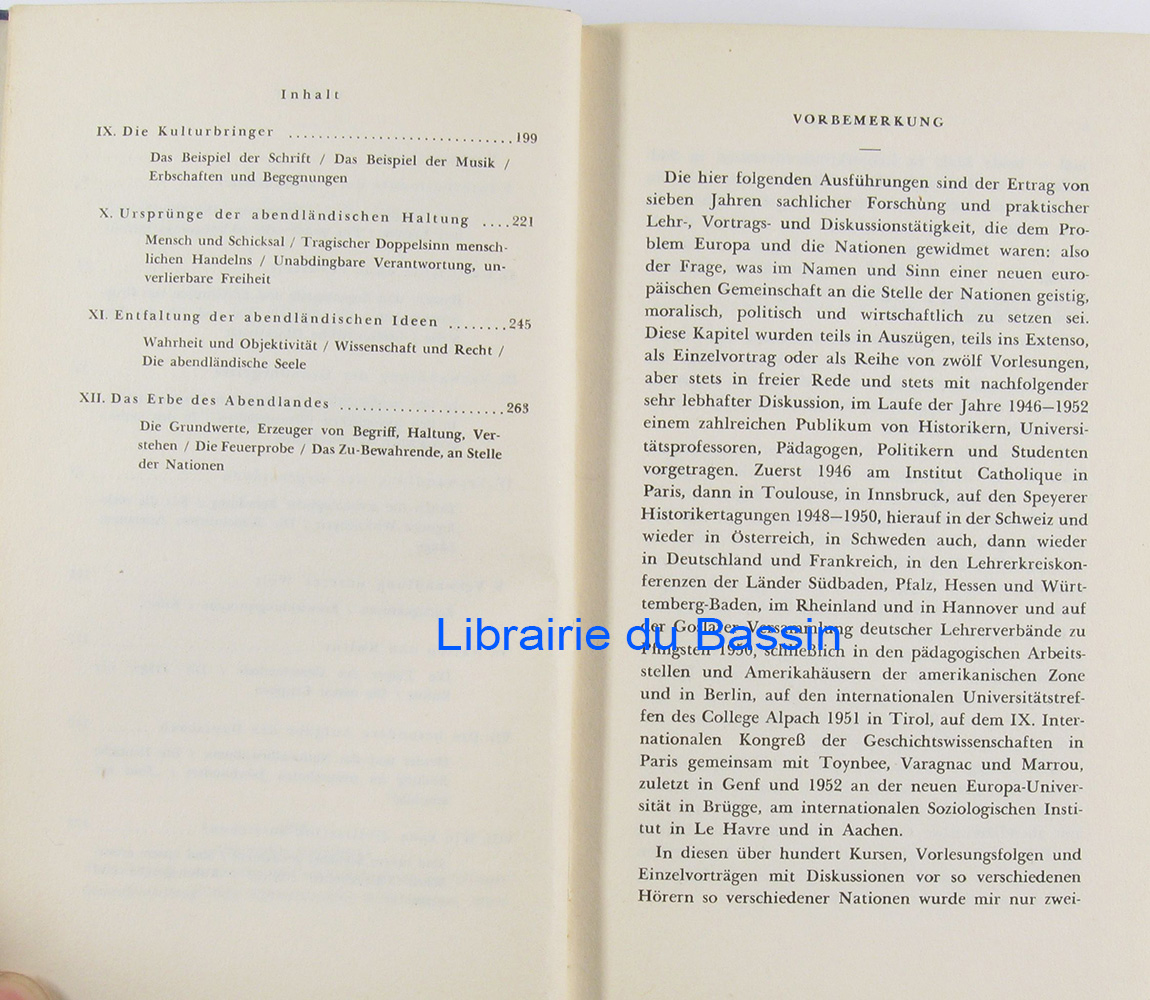 Inhalt
IX. Die Kulturbringer .............................. 199
Das Beispiel der Schrift / Das Beispiel der Musik /
Erbschaften und Begegnungen
X. Ursprünge der abendländischen Haltung .... 221
Mensch und Schicksal / Tragischer Doppelsinn mensch-
lichen Handelns / Unabdingbare Verantwortung, un-
verlierbare Freiheit
XI. Entfaltung der abendländischen Ideen ........ 245
Wahrheit und Objektivität / Wissenschaft und Recht /
Die abendländische Seele
XII. Das Erbe des Abendlandes ...................... 263
Die Grundwerte, Erzeuger von Begriff, Haltung, Ver-
stehen / Die Feuerprobe / Das Zu-Bewahrende, an Stelle
der Nationen
VORBEMERKUNG
Die hier folgenden Ausführungen sind der Ertrag von
sieben Jahren sachlicher Forschung und praktischer
Lehr-, Vortrags- und Diskussionstätigkeit, die dem Pro-
blem Europa und die Nationen gewidmet waren: also
der Frage, was im Namen und Sinn einer neuen euro-
päischen Gemeinschaft an die Stelle der Nationen geistig,
moralisch, politisch und wirtschaftlich zu setzen sei.
Diese Kapitel wurden teils in Auszügen, teils ins Extenso,
als Einzelvortrag oder als Reihe von zwölf Vorlesungen,
aber stets in freier Rede und stets mit nachfolgender
sehr lebhafter Diskussion, im Laufe der Jahre 1946–1952
einem zahlreichen Publikum von Historikern, Universi-
tätsprofessoren, Pädagogen, Politikern und Studenten
vorgetragen. Zuerst 1946 am Institut Catholique in
Paris, dann in Toulouse, in Innsbruck, auf den Speyerer
Historikertagungen 1948–1950, hierauf in der Schweiz und
wieder in Österreich, in Schweden auch, dann wieder
in Deutschland und Frankreich, in den Lehrerkreiskon-
ferenzen der Länder Südbaden, Pfalz, Hessen und Würt-
temberg-Baden, im Rheinland und in Hannover und auf
der Goslarer Versammlung deutscher Lehrerverbände zu
Librairie du Bassin
Pfingsten 1950, schließlich in den pädagogischen Arbeits-
stellen und Amerikahäusern der amerikanischen Zone
und in Berlin, auf den internationalen Universitätstref-
fen des College Alpach 1951 in Tirol, auf dem IX. Inter-
nationalen Kongreß der Geschichtswissenschaften in
Paris gemeinsam mit Toynbee, Varagnac und Marrou,
zuletzt in Genf und 1952 an der neuen Europa-Univer-
sität in Brügge, am internationalen Soziologischen Insti-
tut in Le Havre und in Aachen.
In diesen über hundert Kursen, Vorlesungsfolgen und
Einzelvorträgen mit Diskussionen vor so verschiedenen
Hörern so verschiedener Nationen wurde mir nur zwei-